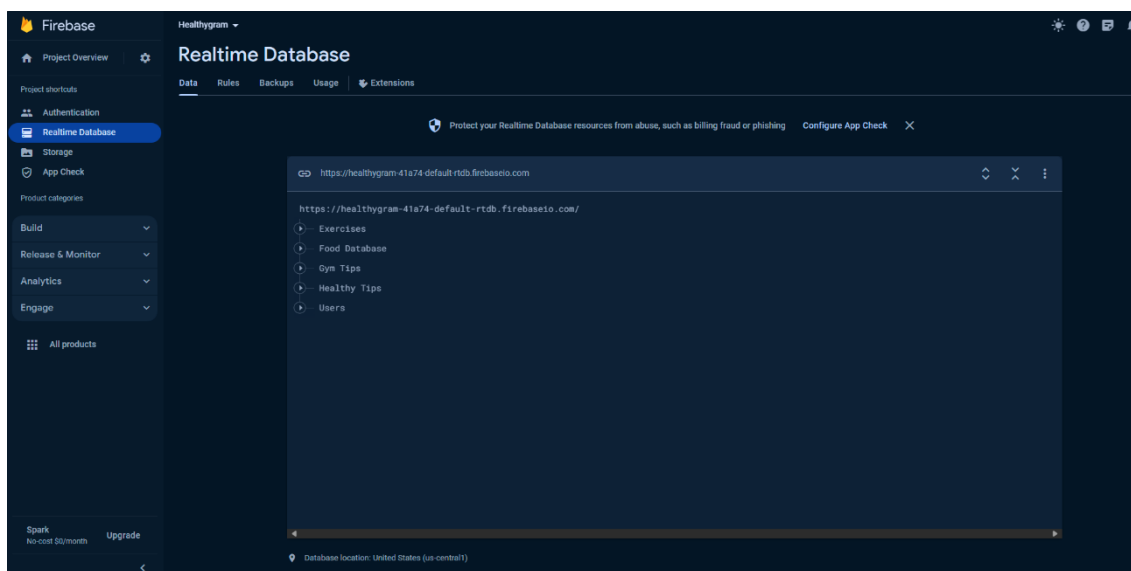 Firebase
Project Overview
Project shortcuts
Authentication
Realtime Database
Storage
App Check
Product categories
Build
Release & Monitor
Analytics
Engage
All products
Spark
No-cost $0/month
Upgrade
Healthygram
Realtime Database
Data Rules Backups Usage Extensions
Protect your Realtime Database resources from abuse, such as billing fraud or phishing Configure App Check
https://healthygram-41a74-default-rtdb.firebaseio.com
https://healthygram-41a74-default-rtdb.firebaseio.com/
Exercises
Food Database
Gym Tips
Healthy Tips
Users
Database location: United States (us-central1)